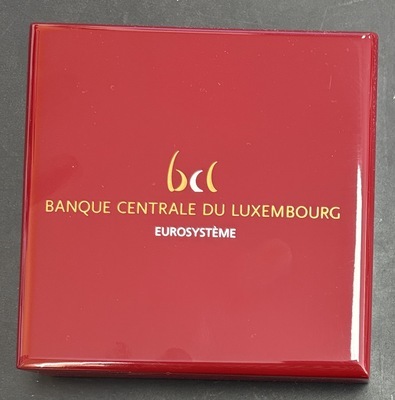 bcl
BANQUE CENTRALE DU LUXEMBOURG
EUROSYSTÈME